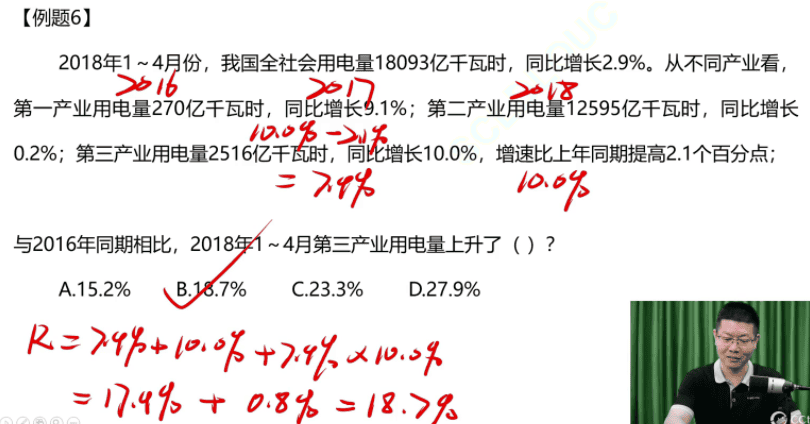 【例题6】
2018年1～4月份，我国全社会用电量18093亿千瓦时，同比增长2.9%。从不同产业看，
2016 2017 2018
第一产业用电量270亿千瓦时，同比增长9.1%；第二产业用电量12595亿千瓦时，同比增长
10.0%-2.1%
0.2%；第三产业用电量2516亿千瓦时，同比增长10.0%，增速比上年同期提高2.1个百分点；
=7.9% 10.0%
与2016年同期相比，2018年1～4月第三产业用电量上升了（ ）？
A.15.2% B.18.7% C.23.3% D.27.9%
R=7.9%+10.0%+7.9%×10.0%
=17.9%+0.8%=18.7%